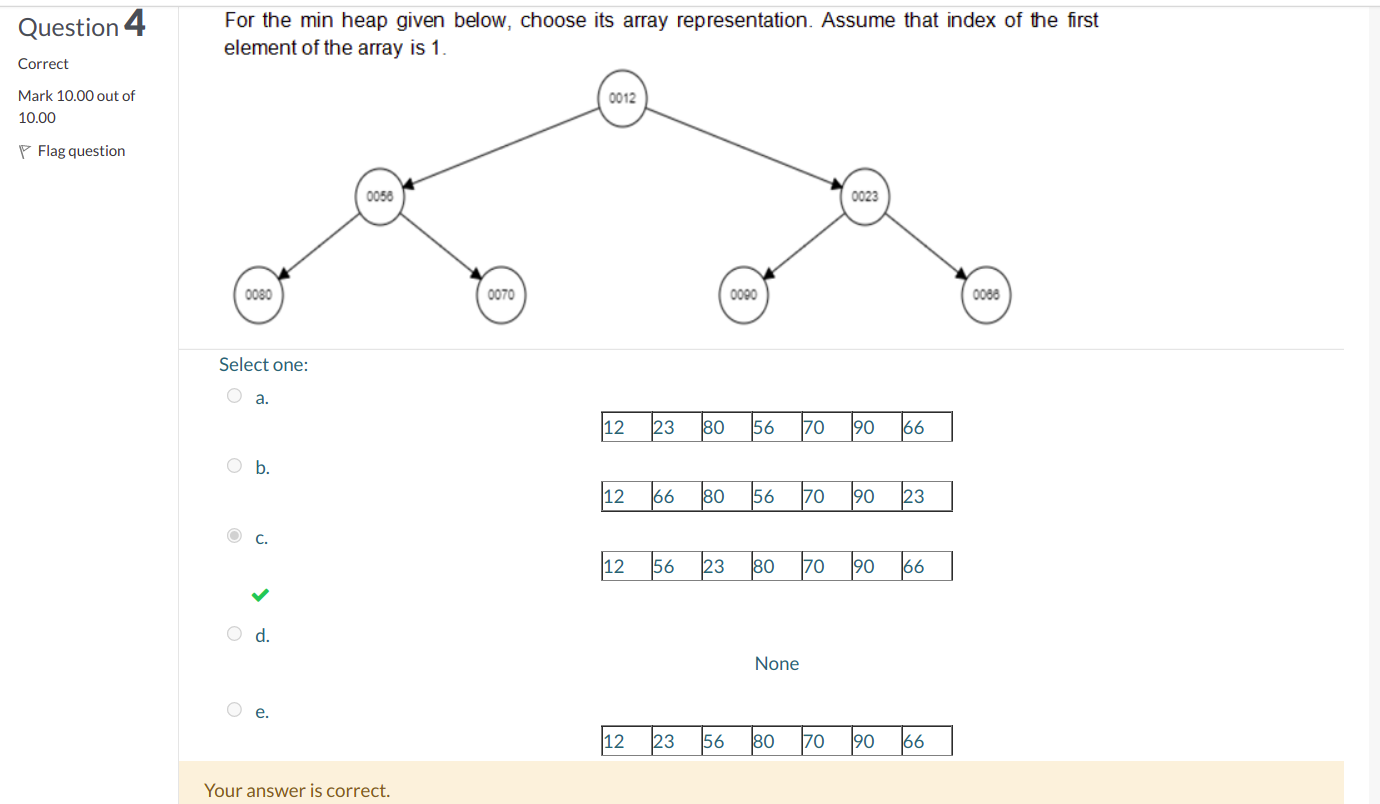 Question 4
Correct
Mark 10.00 out of
10.00
Flag question
For the min heap given below, choose its array representation. Assume that index of the first
element of the array is 1.
0012
0056 0023
0080 0070 0090 0066
Select one:
a.
12 23 80 56 70 90 66
b.
12 66 80 56 70 90 23
c.
12 56 23 80 70 90 66
d.
None
e.
12 23 56 80 70 90 66
Your answer is correct.